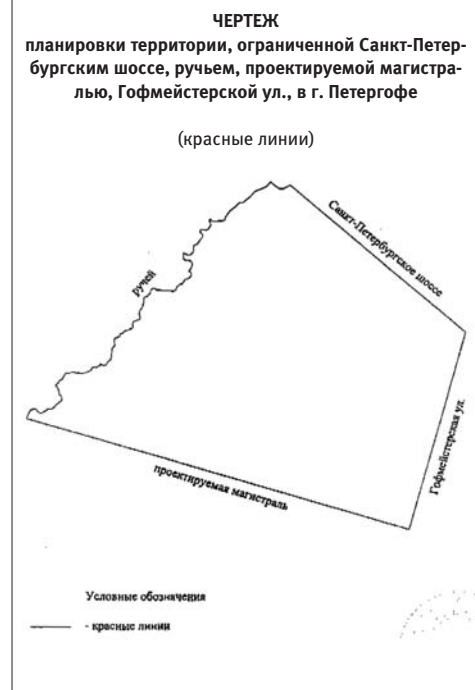 ЧЕРТЕЖ
планировки территории, ограниченной Санкт-Петер-
бургским шоссе, ручьем, проектируемой магистра-
лью, Гофмейстерской ул., в г. Петергофе
(красные линии)
Санкт-Петербургское шоссе
ручей
Гофмейстерская ул.
проектируемая магистраль
Условные обозначения
- красные линии